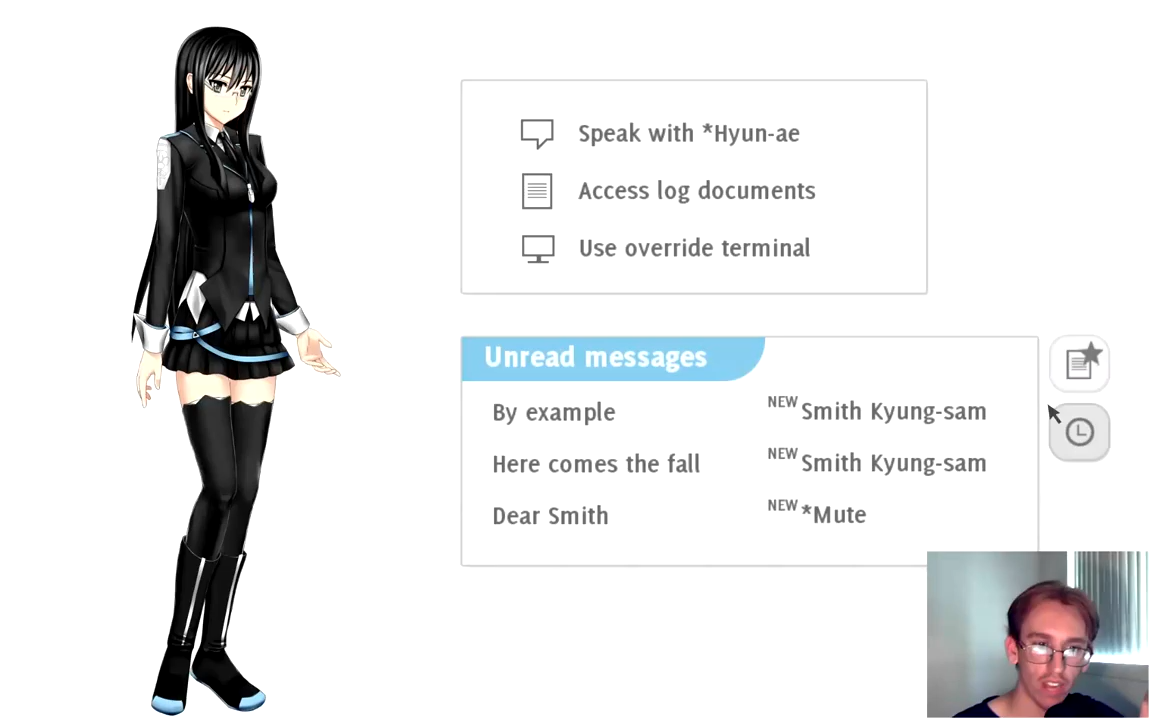 Speak with *Hyun-ae
Access log documents
Use override terminal
Unread messages
By example NEW Smith Kyung-sam
Here comes the fall NEW Smith Kyung-sam
Dear Smith NEW *Mute